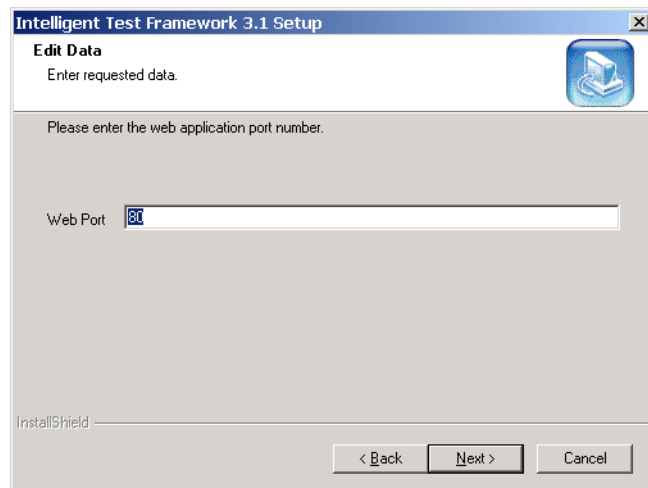 Intelligent Test Framework 3.1 Setup
Edit Data
Enter requested data.
Please enter the web application port number.
Web Port 80
InstallShield
< Back Next > Cancel